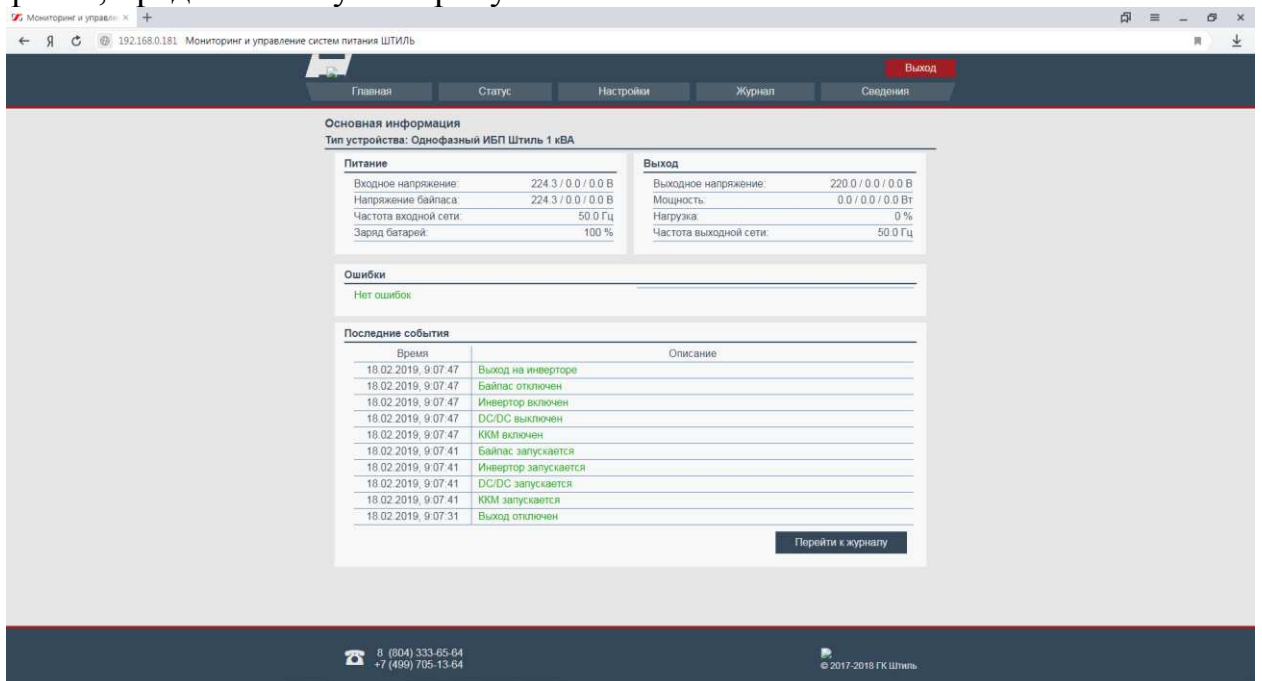 Мониторинг и управлен
192.168.0.181 Мониторинг и управление систем питания ШТИЛЬ
Выход
Главная Статус Настройки Журнал Сведения
Основная информация
Тип устройства: Однофазный ИБП Штиль 1 кВА
Питание
Входное напряжение: 224.3 / 0.0 / 0.0 В
Напряжение байпаса: 224.3 / 0.0 / 0.0 В
Частота входной сети: 50.0 Гц
Заряд батарей: 100 %
Выход
Выходное напряжение: 220.0 / 0.0 / 0.0 В
Мощность: 0.0 / 0.0 / 0.0 Вт
Нагрузка: 0 %
Частота выходной сети: 50.0 Гц
Ошибки
Нет ошибок
Последние события
Время Описание
18.02.2019, 9:07:47 Выход на инверторе
18.02.2019, 9:07:47 Байпас отключен
18.02.2019, 9:07:47 Инвертор включен
18.02.2019, 9:07:47 DC/DC выключен
18.02.2019, 9:07:47 ККМ включен
18.02.2019, 9:07:41 Байпас запускается
18.02.2019, 9:07:41 Инвертор запускается
18.02.2019, 9:07:41 DC/DC запускается
18.02.2019, 9:07:41 ККМ запускается
18.02.2019, 9:07:31 Выход отключен
Перейти к журналу
8 (804) 333-65-64
+7 (499) 705-13-64
© 2017-2018 ГК Штиль